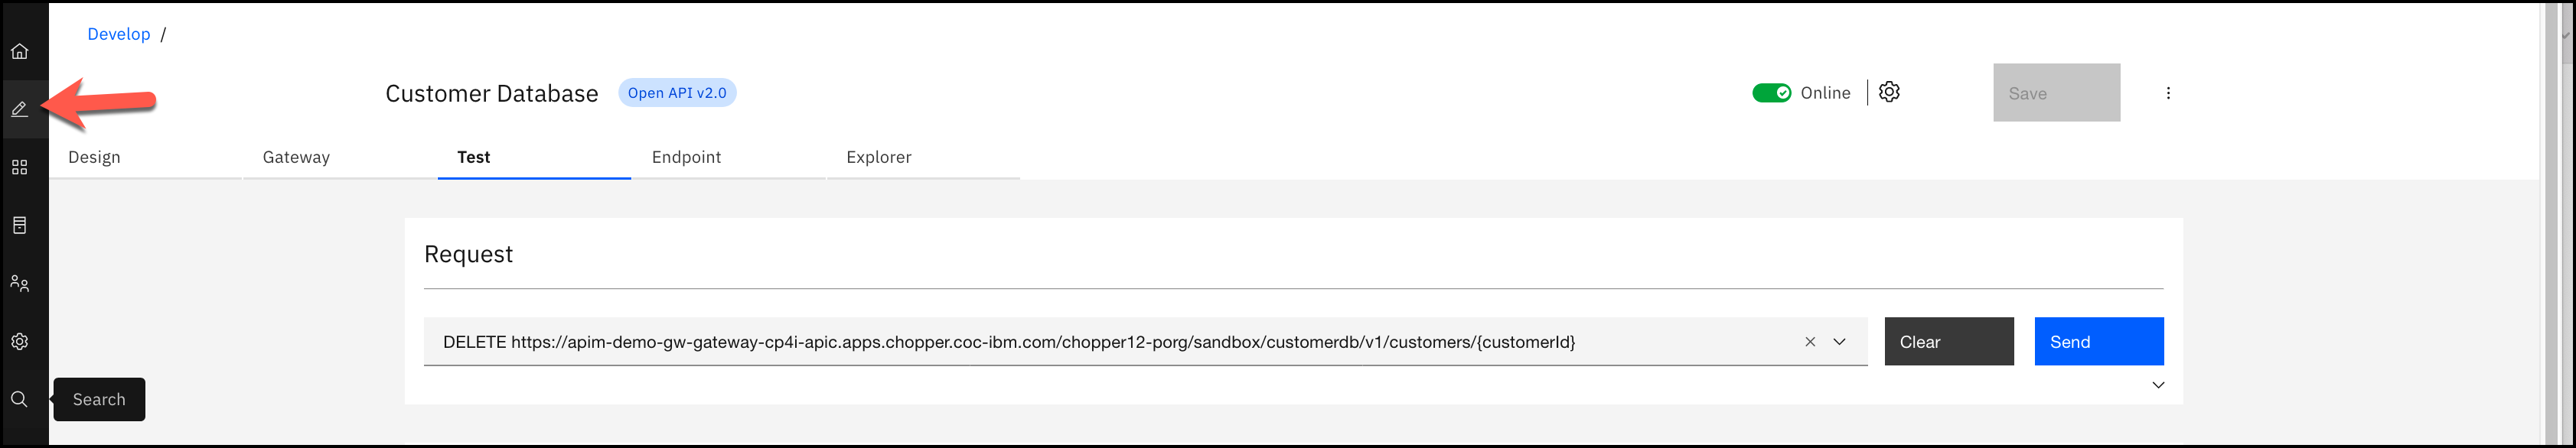 Develop /
Customer Database Open API v2.0 Online Save
Design Gateway Test Endpoint Explorer
Request
DELETE https://apim-demo-gw-gateway-cp4i-apic.apps.chopper.coc-ibm.com/chopper12-porg/sandbox/customerdb/v1/customers/{customerId} Clear Send
Search